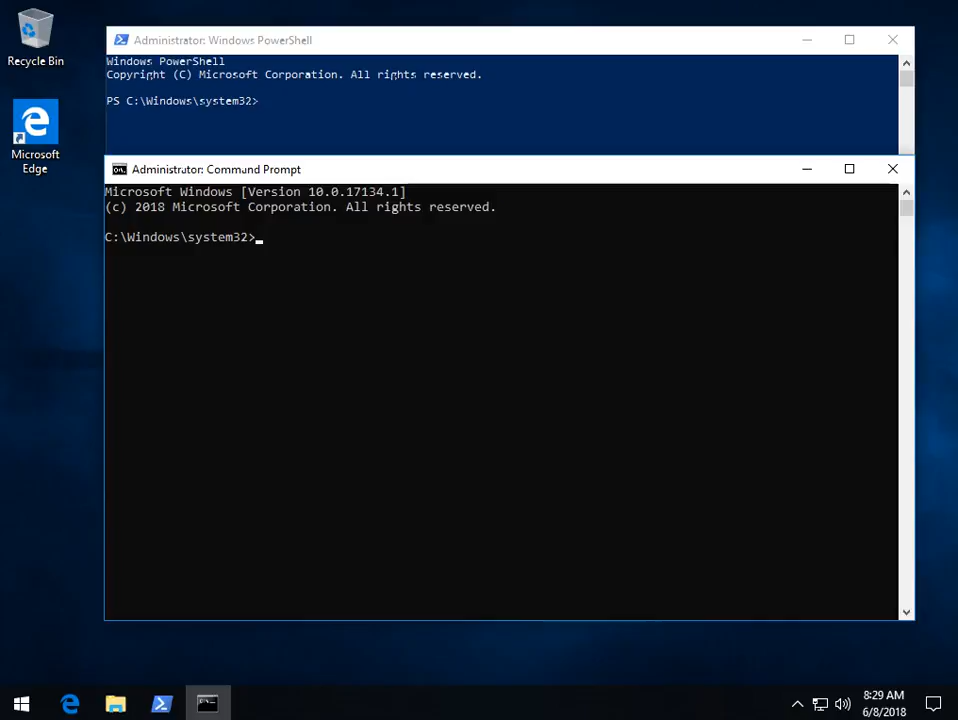 Recycle Bin
Microsoft
Edge
Administrator: Windows PowerShell
Windows PowerShell
Copyright (C) Microsoft Corporation. All rights reserved.
PS C:\Windows\system32>
Administrator: Command Prompt
Microsoft Windows [Version 10.0.17134.1]
(c) 2018 Microsoft Corporation. All rights reserved.
C:\Windows\system32>
8:29 AM
6/8/2018